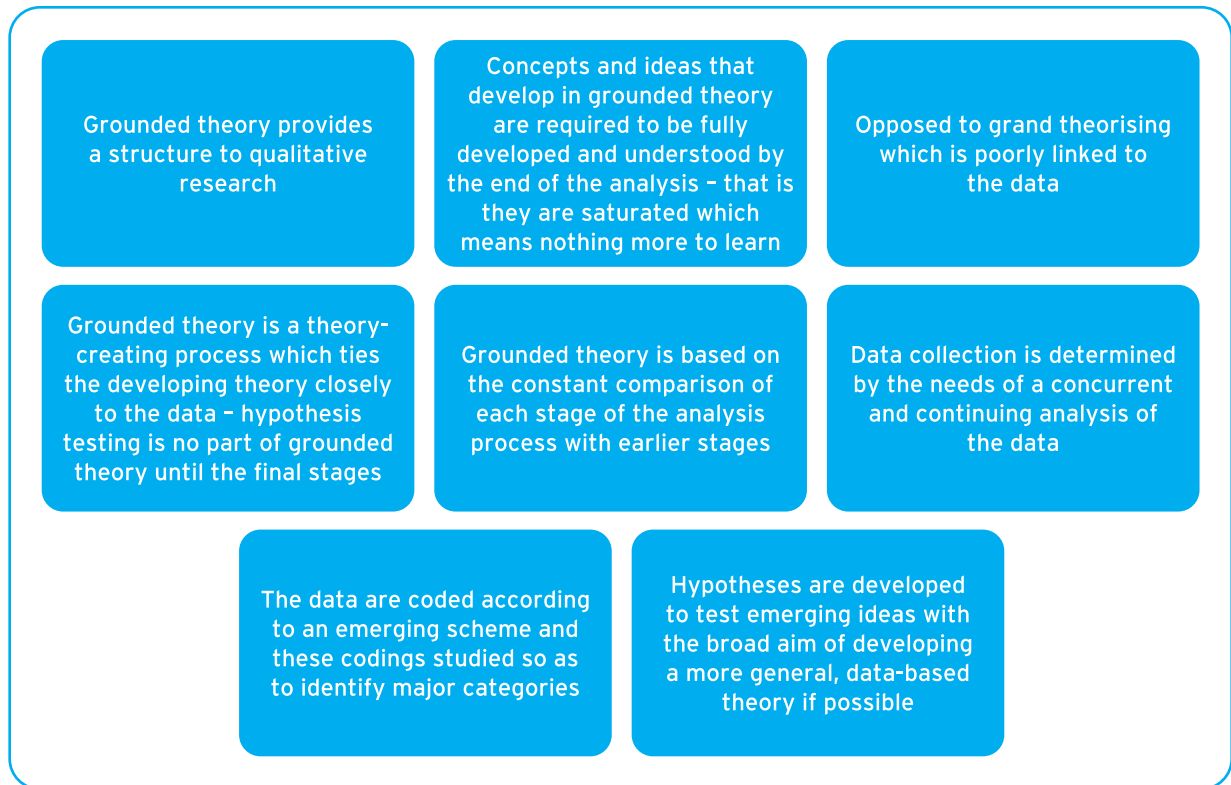 Grounded theory provides
a structure to qualitative
research
Concepts and ideas that
develop in grounded theory
are required to be fully
developed and understood by
the end of the analysis – that is
they are saturated which
means nothing more to learn
Opposed to grand theorising
which is poorly linked to
the data
Grounded theory is a theory-
creating process which ties
the developing theory closely
to the data – hypothesis
testing is no part of grounded
theory until the final stages
Grounded theory is based on
the constant comparison of
each stage of the analysis
process with earlier stages
Data collection is determined
by the needs of a concurrent
and continuing analysis of
the data
The data are coded according
to an emerging scheme and
these codings studied so as
to identify major categories
Hypotheses are developed
to test emerging ideas with
the broad aim of developing
a more general, data-based
theory if possible